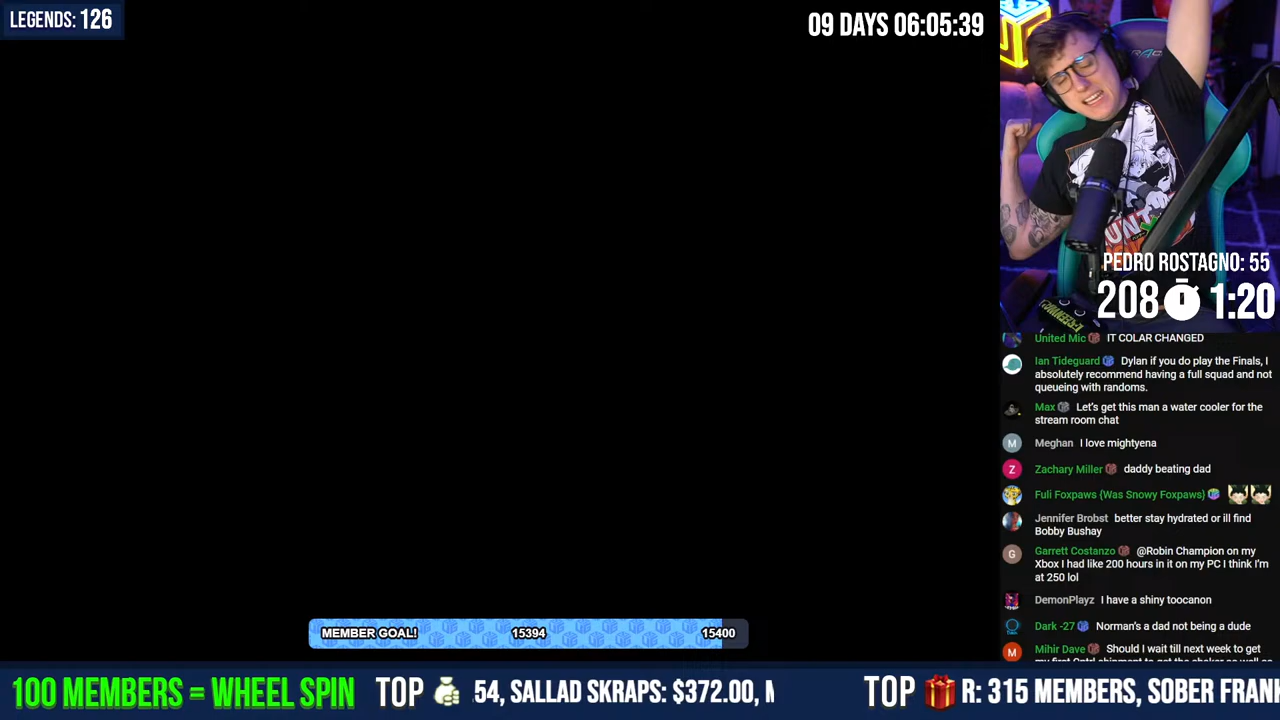 LEGENDS: 126
09 DAYS 06:05:39
PEDRO ROSTAGNO: 55
208 1:20
United Mic IT COLAR CHANGED
Ian Tideguard Dylan if you do play the Finals, I
absolutely recommend having a full squad and not
queueing with randoms.
Max Let's get this man a water cooler for the
stream room chat
Meghan I love mightyena
Zachary Miller daddy beating dad
Fuli Foxpaws {Was Snowy Foxpaws}
Jennifer Brobst better stay hydrated or ill find
Bobby Bushay
Garrett Costanzo @Robin Champion on my
Xbox I had like 200 hours in it on my PC I think I'm
at 250 lol
DemonPlayz I have a shiny toocanon
Dark -27 Norman's a dad not being a dude
Mihir Dave Should I wait till next week to get
MEMBER GOAL! 15394 15400
100 MEMBERS = WHEEL SPIN TOP 54, SALLAD SKRAPS: $372.00, TOP R: 315 MEMBERS, SOBER FRANK